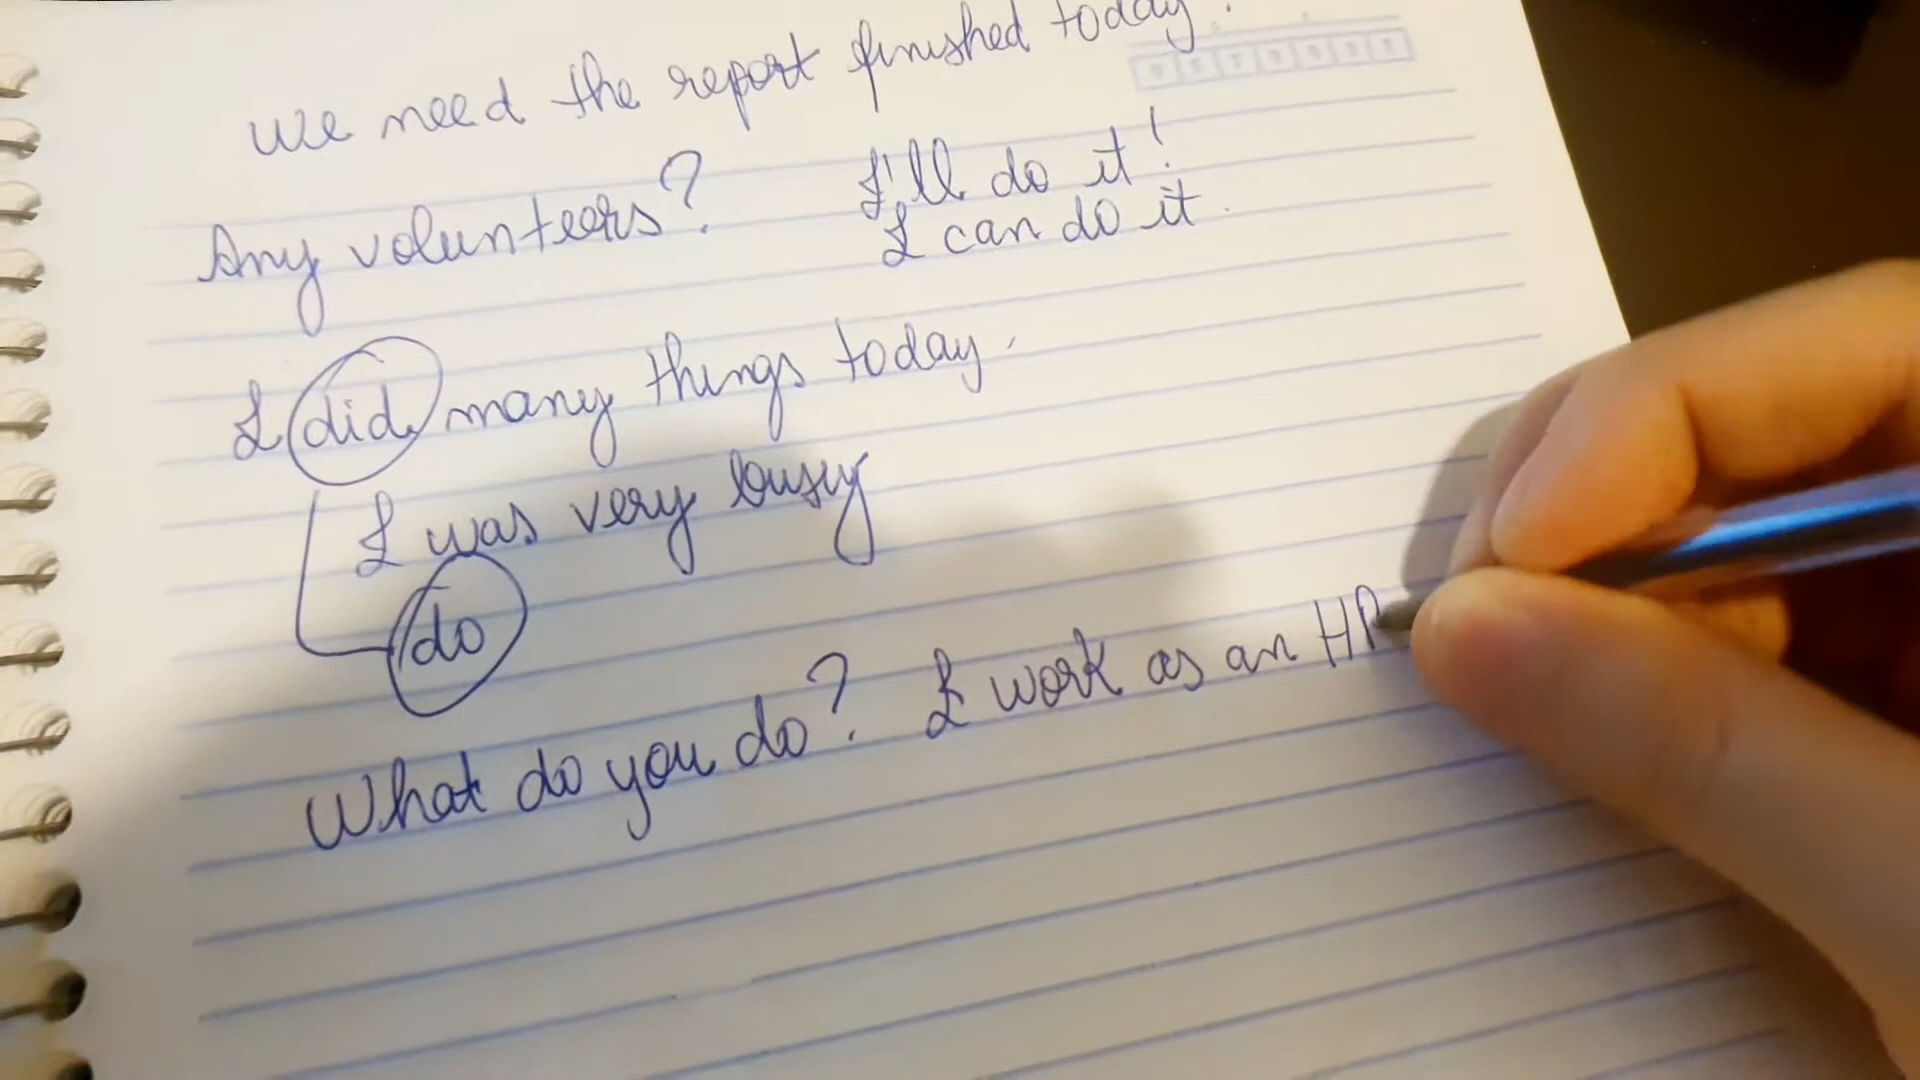 We need the report finished today.
Any volunteers? I'll do it!
I can do it.
I did many things today.
I was very busy
do
What do you do? I work as an HR